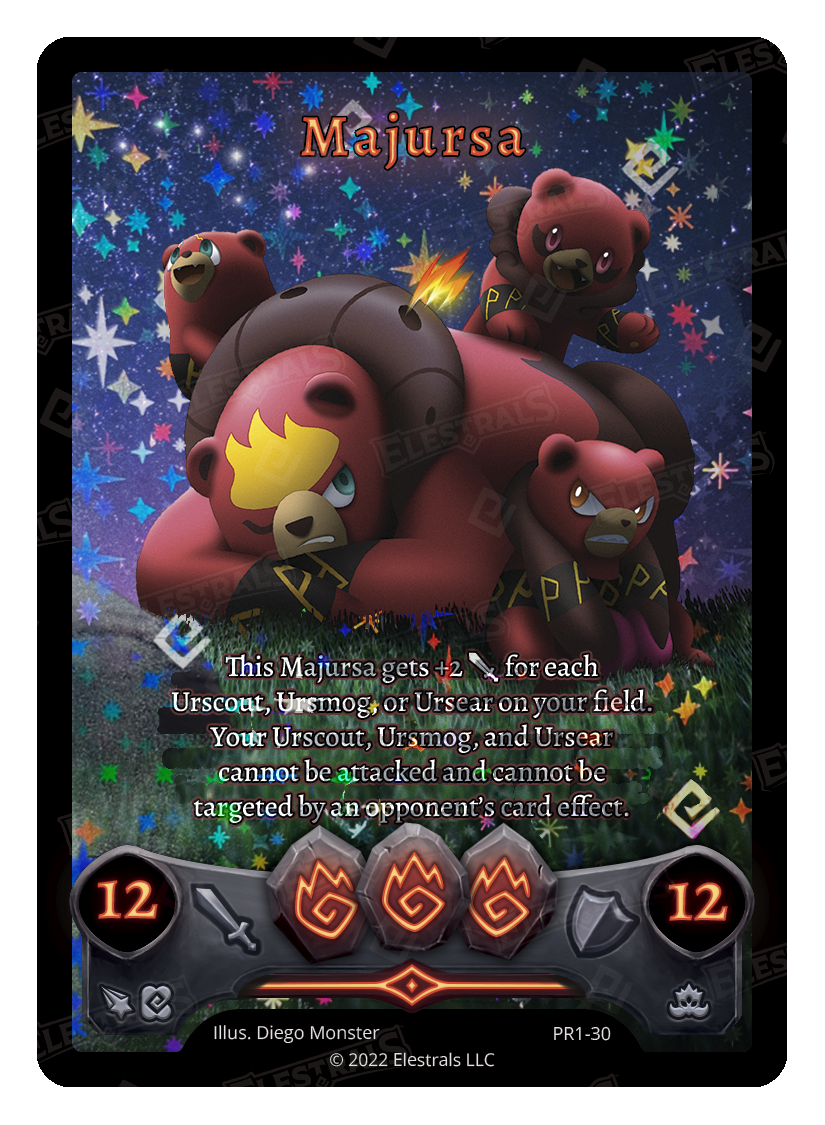 Majursa
This Majursa gets +2 for each
Urscout, Ursmog, or Ursear on your field.
Your Urscout, Ursmog, and Ursear
cannot be attacked and cannot be
targeted by an opponent's card effect.
12
12
Illus. Diego Monster
PR1-30
© 2022 Elestrals LLC
ELESTRALS